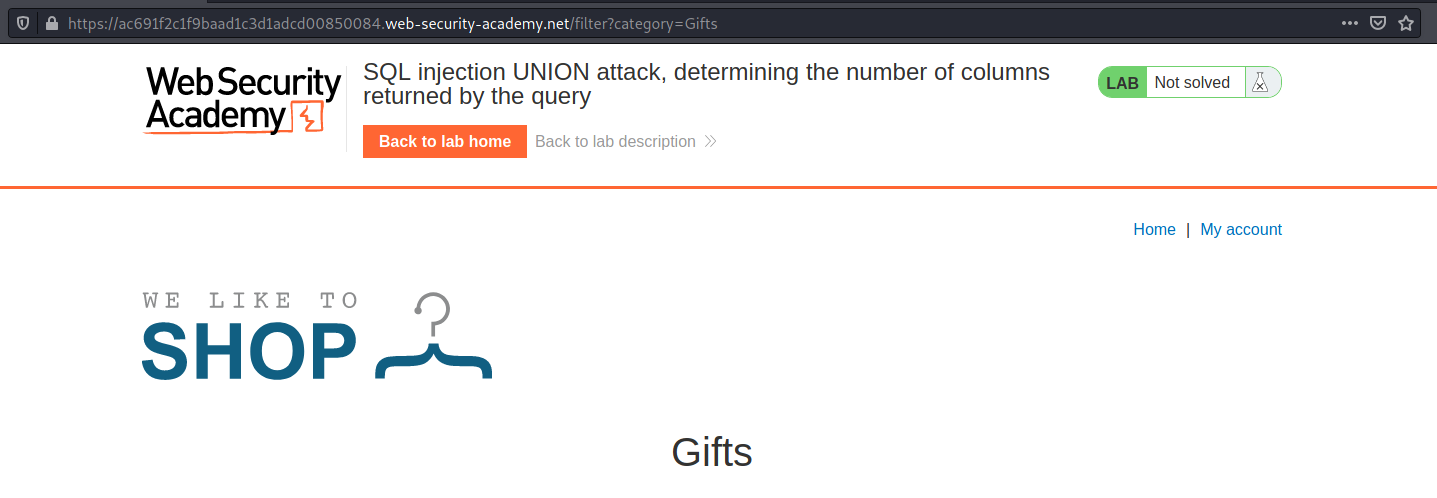 https://ac691f2c1f9baad1c3d1adcd00850084.web-security-academy.net/filter?category=Gifts
Web Security
Academy
SQL injection UNION attack, determining the number of columns
returned by the query
LAB Not solved
Back to lab home Back to lab description
Home | My account
WE LIKE TO
SHOP
Gifts